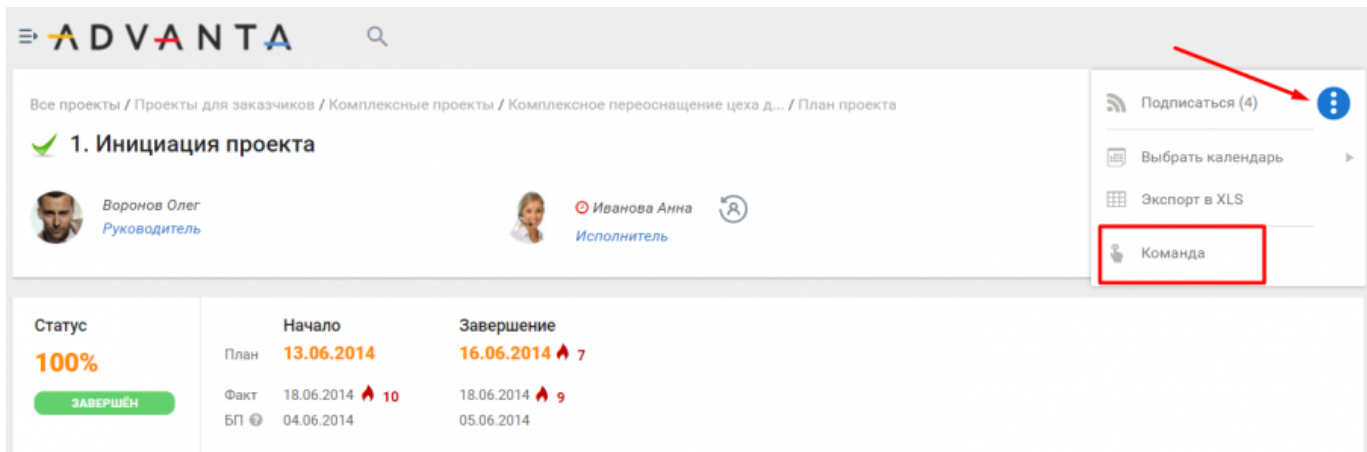 ADVANTA
Все проекты / Проекты для заказчиков / Комплексные проекты / Комплексное переоснащение цеха д... / План проекта
1. Инициация проекта
Воронов Олег
Руководитель
Иванова Анна
Исполнитель
Подписаться (4)
Выбрать календарь
Экспорт в XLS
Команда
Статус
100%
ЗАВЕРШЁН
Начало Завершение
План 13.06.2014 16.06.2014 7
Факт 18.06.2014 10 18.06.2014 9
БП 04.06.2014 05.06.2014